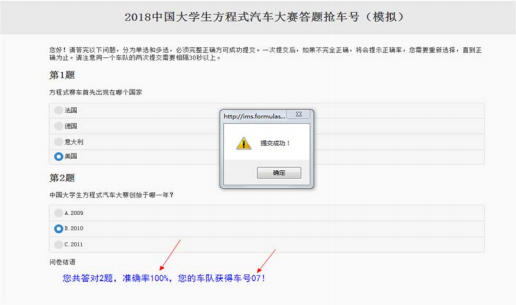 2018中国大学生方程式汽车大赛答题抢车号（模拟）
您好！请答完以下问题，分为单选和多选，必须完整正确方可成功提交。一次提交后，如果不完全正确，将会提示正确率，您需要重新选择，直到正
确为止。请注意同一个车队的两次提交需要相隔30秒以上。
第1题
方程式赛车首先出现在哪个国家
法国
德国
意大利
美国
http://ims.formulas...
提交成功！
确定
第2题
中国大学生方程式汽车大赛创始于哪一年？
A. 2009
B. 2010
C. 2011
问卷结语
您共答对2题，准确率100%，您的车队获得车号07！